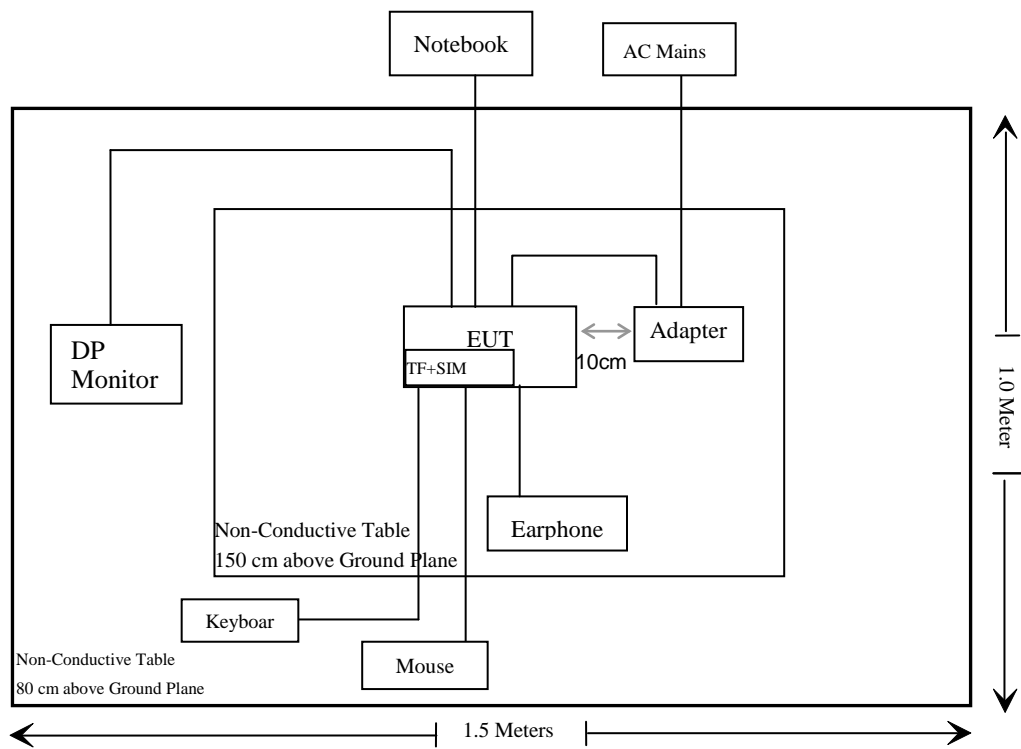 Notebook
AC Mains
EUT
TF+SIM
Adapter
10cm
DP
Monitor
1.0 Meter
Earphone
Non-Conductive Table
150 cm above Ground Plane
Keyboar
Mouse
Non-Conductive Table
80 cm above Ground Plane
1.5 Meters